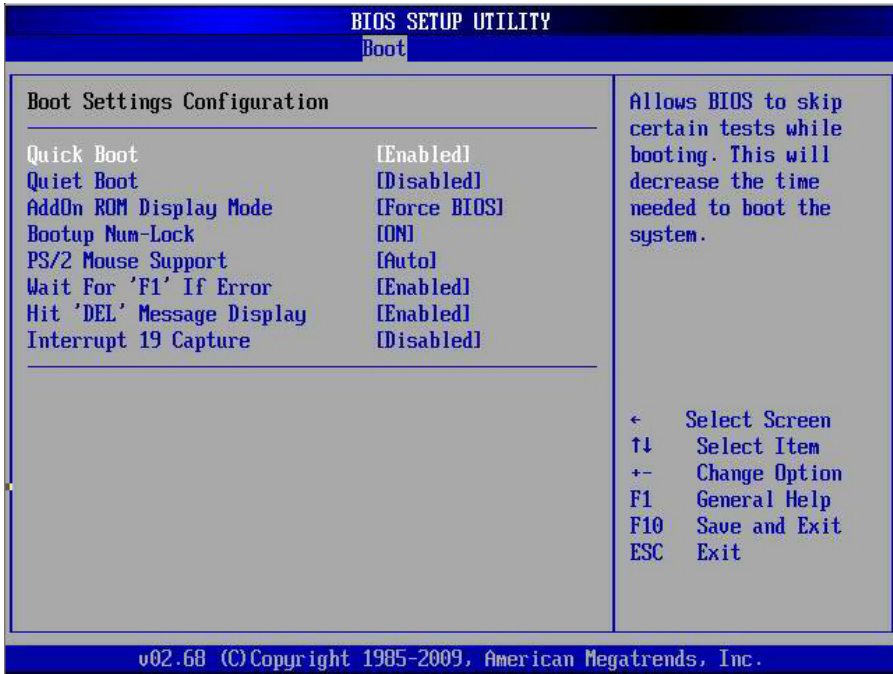 BIOS SETUP UTILITY
Boot
Boot Settings Configuration
Quick Boot [Enabled]
Quiet Boot [Disabled]
AddOn ROM Display Mode [Force BIOS]
Bootup Num-Lock [ON]
PS/2 Mouse Support [Auto]
Wait For 'F1' If Error [Enabled]
Hit 'DEL' Message Display [Enabled]
Interrupt 19 Capture [Disabled]
Allows BIOS to skip
certain tests while
booting. This will
decrease the time
needed to boot the
system.
← Select Screen
↑↓ Select Item
+- Change Option
F1 General Help
F10 Save and Exit
ESC Exit
v02.68 (C)Copyright 1985-2009, American Megatrends, Inc.